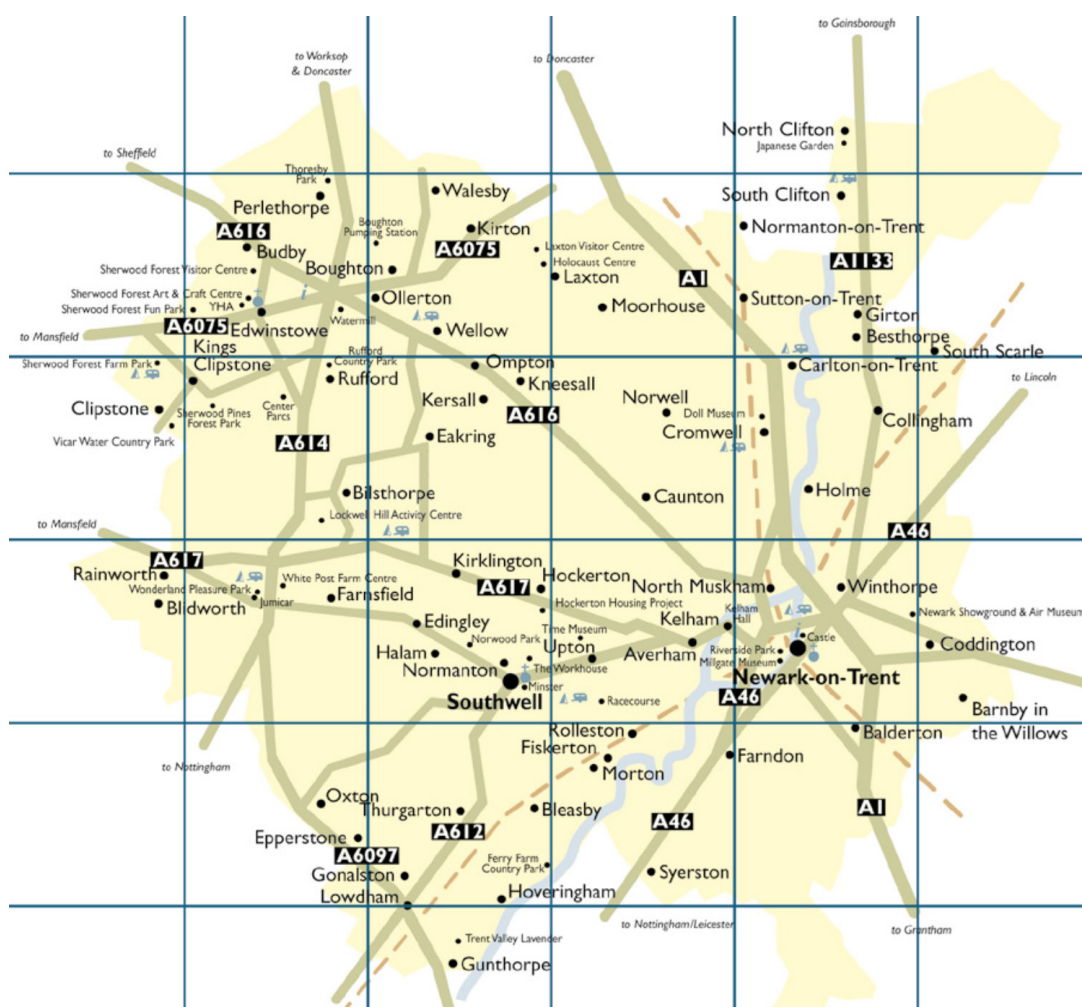 to Gainsborough
to Worksop
& Doncaster
to Doncaster
North Clifton
Japanese Garden
to Sheffield
Thoresby
Park
Walesby
South Clifton
Perlethorpe
A616
Boughton
Pumping Station
Kirton
Normanton-on-Trent
Budby
A6075
Laxton Visitor Centre
Holocaust Centre
A1133
Sherwood Forest Visitor Centre
Boughton
Laxton
A1
Sherwood Forest Art & Craft Centre
i
Ollerton
Moorhouse
Sutton-on-Trent
Sherwood Forest Fun Park
YHA
Watermill
Girton
A6075
Edwinstowe
Wellow
to Mansfield
Besthorpe
Kings
Clipstone
South Scarle
Sherwood Forest Farm Park
Rufford
Country Park
Ompton
Carlton-on-Trent
Rufford
Kneesall
to Lincoln
Clipstone
Sherwood Pines
Forest Park
Center
Parcs
Kersall
A616
Norwell
Doll Museum
Collingham
Vicar Water Country Park
A614
Eakring
Cromwell
Bilsthorpe
Caunton
Holme
to Mansfield
Lockwell Hill Activity Centre
A46
A617
Kirklington
Rainworth
White Post Farm Centre
A617
Hockerton
North Muskham
Winthorpe
Wonderland Pleasure Park
Jumicar
Farnsfield
Blidworth
Hockerton Housing Project
Kelham
Hall
Newark Showground & Air Museum
Edingley
Kelham
Norwood Park
Time Museum
i
Castle
Coddington
Halam
Upton
Averham
Riverside Park
Normanton
The Workhouse
Millgate Museum
Minster
Newark-on-Trent
Southwell
Racecourse
A46
Barnby in
the Willows
Rolleston
Balderton
Fiskerton
Farndon
to Nottingham
Morton
Oxton
Thurgarton
Bleasby
A1
A612
A46
Epperstone
A6097
Ferry Farm
Country Park
Gonalston
Syerston
Lowdham
Hoveringham
to Nottingham/Leicester
to Grantham
Trent Valley Lavender
Gunthorpe